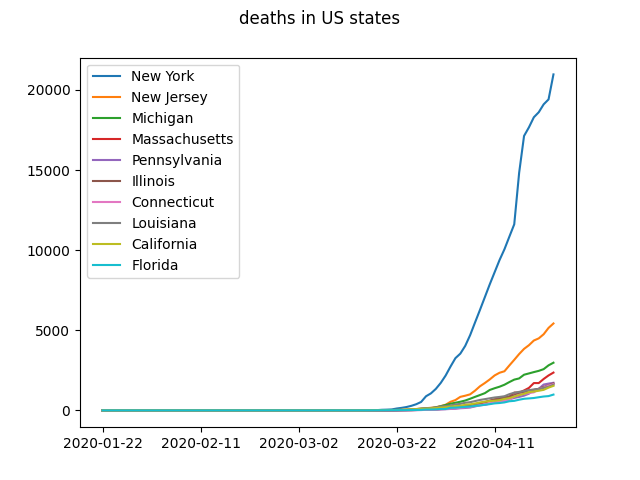 deaths in US states
20000
15000
10000
5000
0
New York
New Jersey
Michigan
Massachusetts
Pennsylvania
Illinois
Connecticut
Louisiana
California
Florida
2020-01-22 2020-02-11 2020-03-02 2020-03-22 2020-04-11